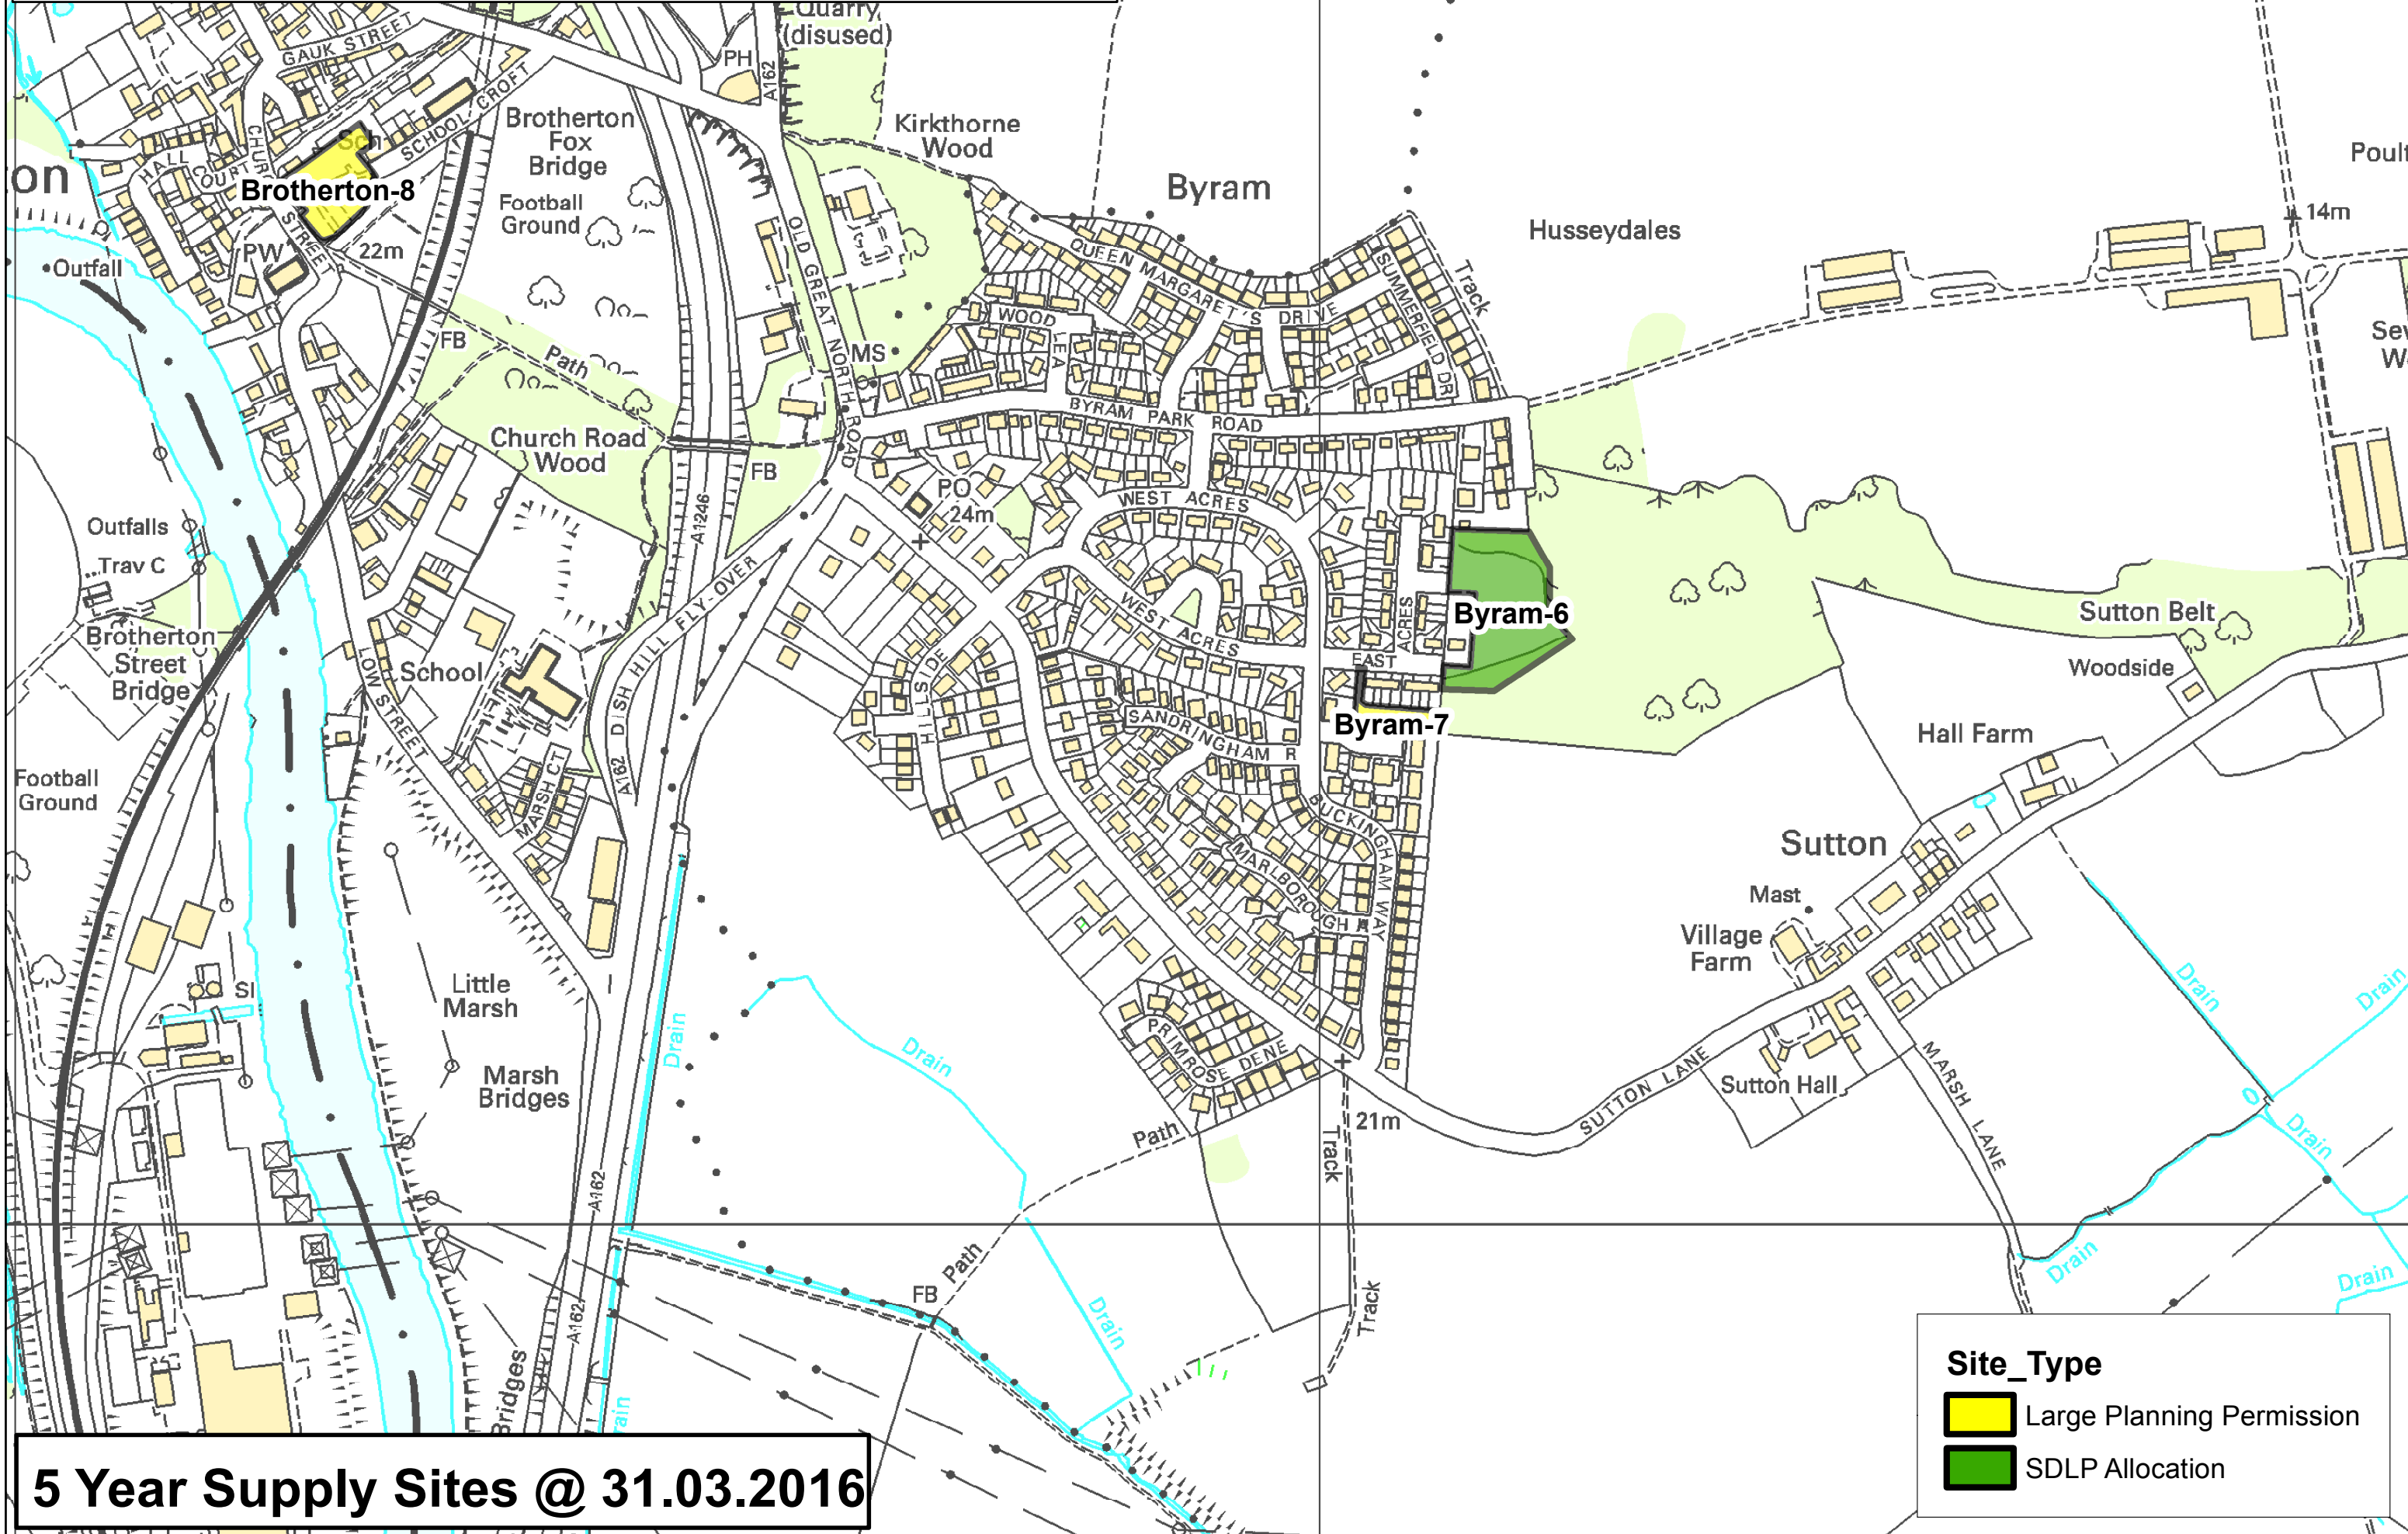 Quarry
(disused)
PH
A162
GAUK STREET
SCHOOL CROFT
Sch
Brotherton
Fox
Bridge
Football
Ground
Kirkthorne
Wood
Byram
Husseydales
14m
HALL
COURT
STREET
Brotherton-8
PW
22m
Outfall
OLD GREAT NORTH ROAD
QUEEN MARGARET'S DRIVE
SUMMERFIELD DR
Track
WOOD
LEA
FB
Path
MS
BYRAM PARK ROAD
Church Road
Wood
FB
PO
24m
WEST ACRES
A1246
Outfalls
Trav C
Brotherton
Street
Bridge
DISH HILL FLY-OVER
A162
WEST ACRES
EAST
ACRES
Byram-6
Byram-7
Sutton Belt
Woodside
Hall Farm
School
LOW STREET
HILLSIDE
SANDRINGHAM R
Football
Ground
MARSH CT
BUCKINGHAM WAY
MARLBOROUGH A
Sutton
Mast
Village
Farm
Little
Marsh
Sl
Marsh
Bridges
Drain
Drain
PRIMROSE DENE
Drain
Drain
Sutton Hall
SUTTON LANE
MARSH LANE
Drain
21m
Path
Track
A162
Path
FB
Track
Drain
Drain
Drain
A162
Bridges
Site_Type
Large Planning Permission
SDLP Allocation
5 Year Supply Sites @ 31.03.2016